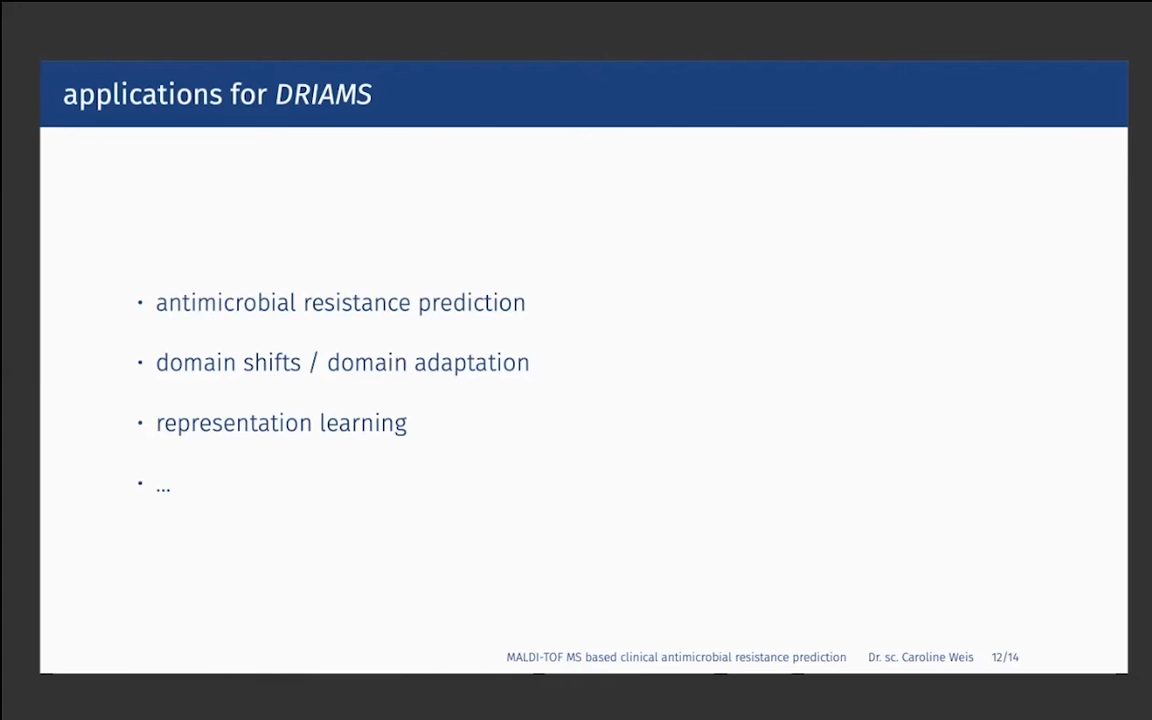 applications for DRIAMS
• antimicrobial resistance prediction
• domain shifts / domain adaptation
• representation learning
• ...
MALDI-TOF MS based clinical antimicrobial resistance prediction Dr. sc. Caroline Weis 12/14